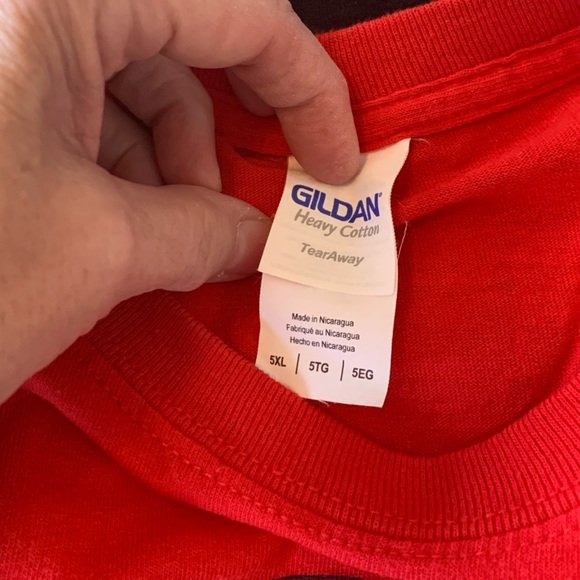 GILDAN®
Heavy Cotton
TearAway
Made in Nicaragua
Fabriqué au Nicaragua
Hecho en Nicaragua
5XL | 5TG | 5EG